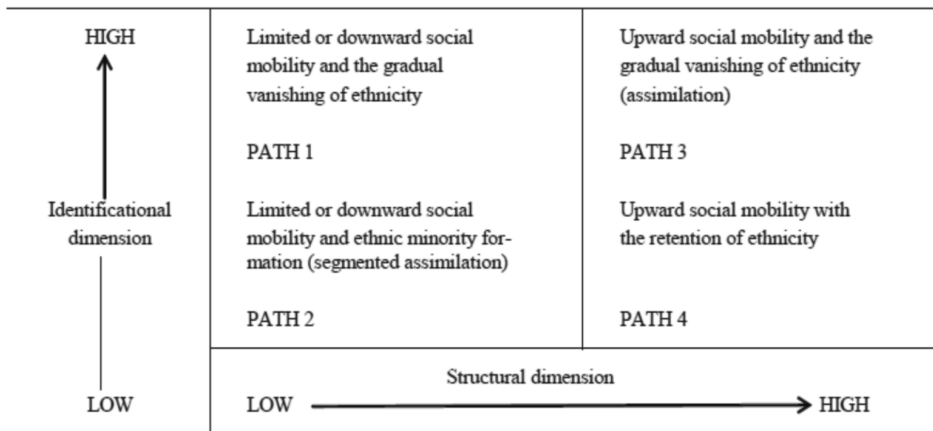 HIGH
Limited or downward social
mobility and the gradual
vanishing of ethnicity
PATH 1
Upward social mobility and the
gradual vanishing of ethnicity
(assimilation)
PATH 3
Identificational
dimension
Limited or downward social
mobility and ethnic minority for-
mation (segmented assimilation)
PATH 2
Upward social mobility with
the retention of ethnicity
PATH 4
Structural dimension
LOW
LOW
HIGH